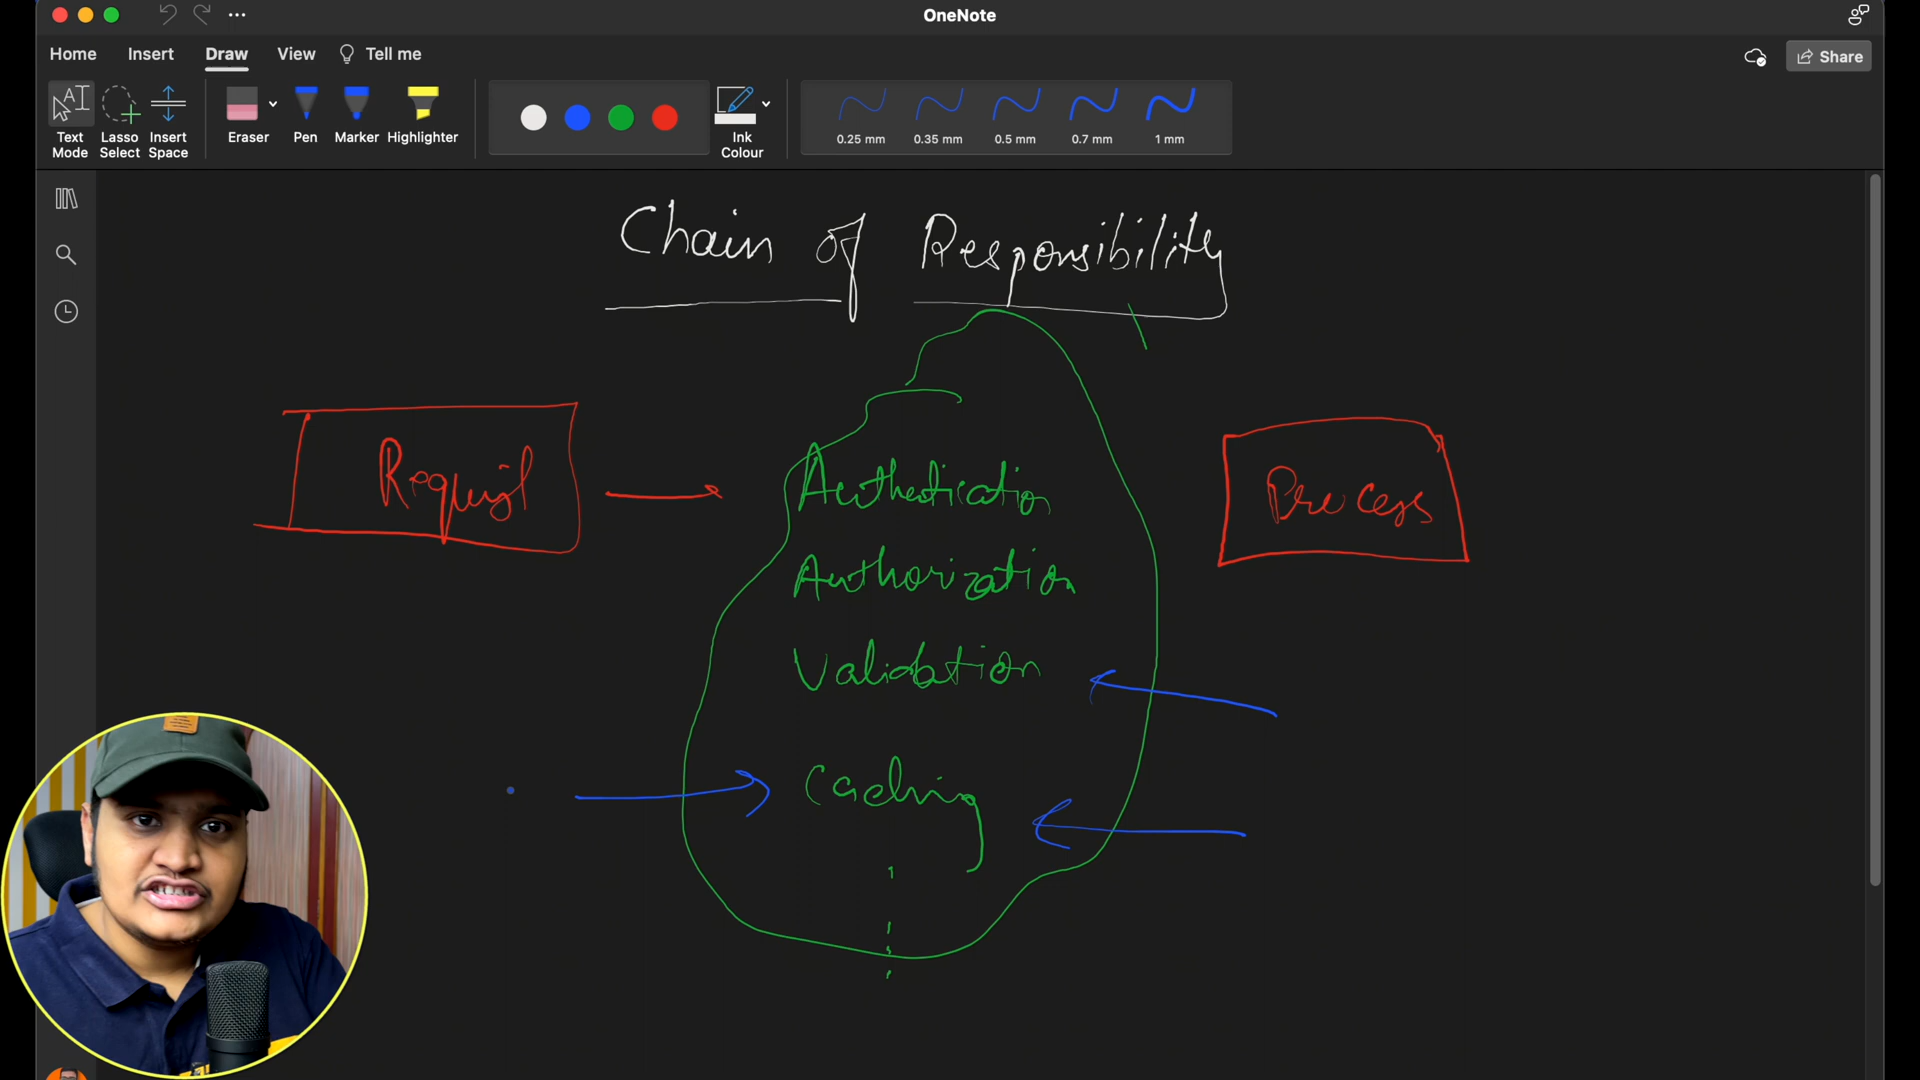 OneNote
Home Insert Draw View Tell me
Share
Text Mode
Lasso Select
Insert Space
Eraser
Pen
Marker
Highlighter
Ink Colour
0.25 mm
0.35 mm
0.5 mm
0.7 mm
1 mm
Chain of Responsibility
Request
Authentication
Process
Authorization
Validation
Caching